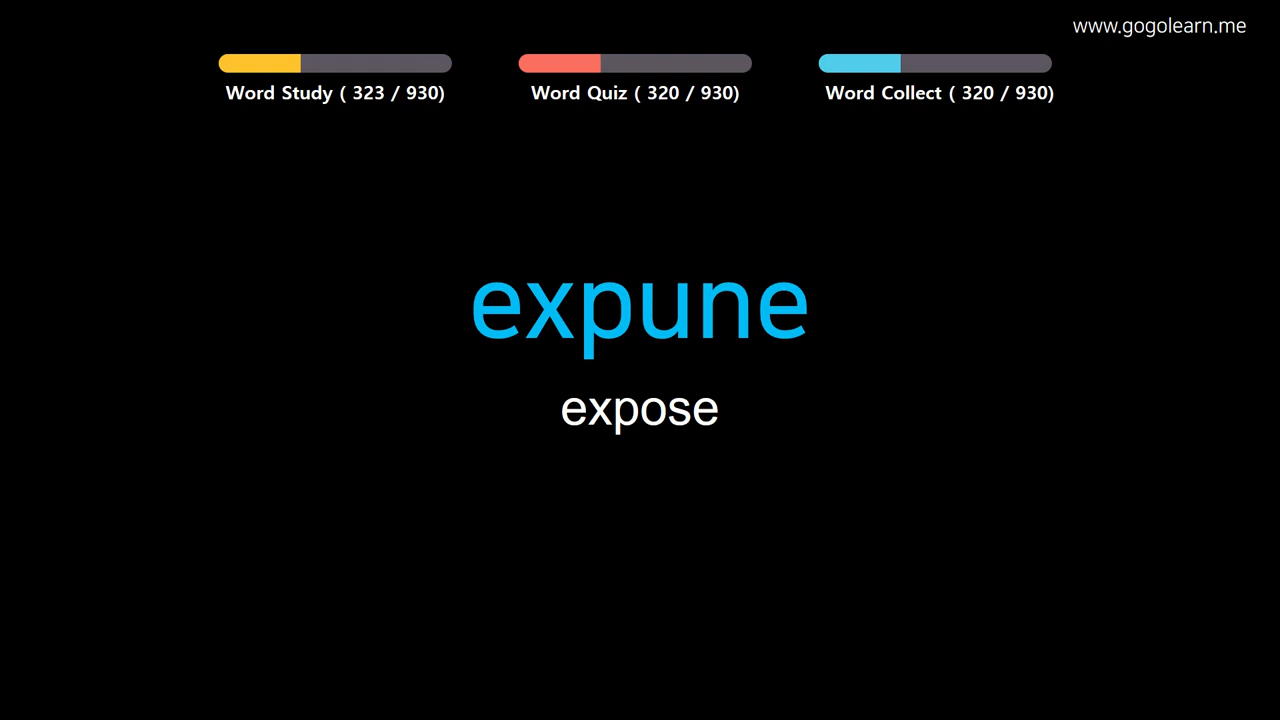 www.gogolearn.me
Word Study ( 323 / 930)
Word Quiz ( 320 / 930)
Word Collect ( 320 / 930)
expune
expose